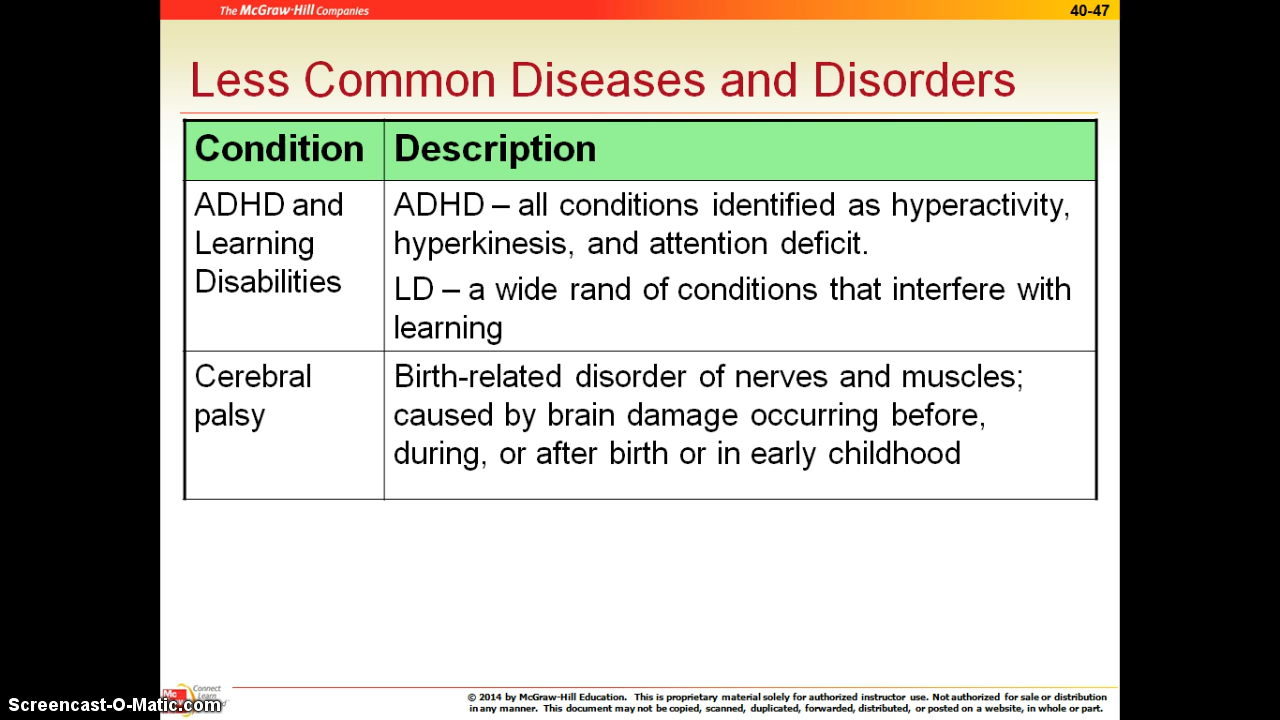 The McGraw-Hill Companies
40-47
Less Common Diseases and Disorders
Condition
Description
ADHD and
Learning
Disabilities
ADHD – all conditions identified as hyperactivity,
hyperkinesis, and attention deficit.
LD – a wide rand of conditions that interfere with
learning
Cerebral
palsy
Birth-related disorder of nerves and muscles;
caused by brain damage occurring before,
during, or after birth or in early childhood
Mc
Connect
Learn
Screencast-O-Matic.com
© 2014 by McGraw-Hill Education. This is proprietary material solely for authorized instructor use. Not authorized for sale or distribution
in any manner. This document may not be copied, scanned, duplicated, forwarded, distributed, or posted on a website, in whole or part.